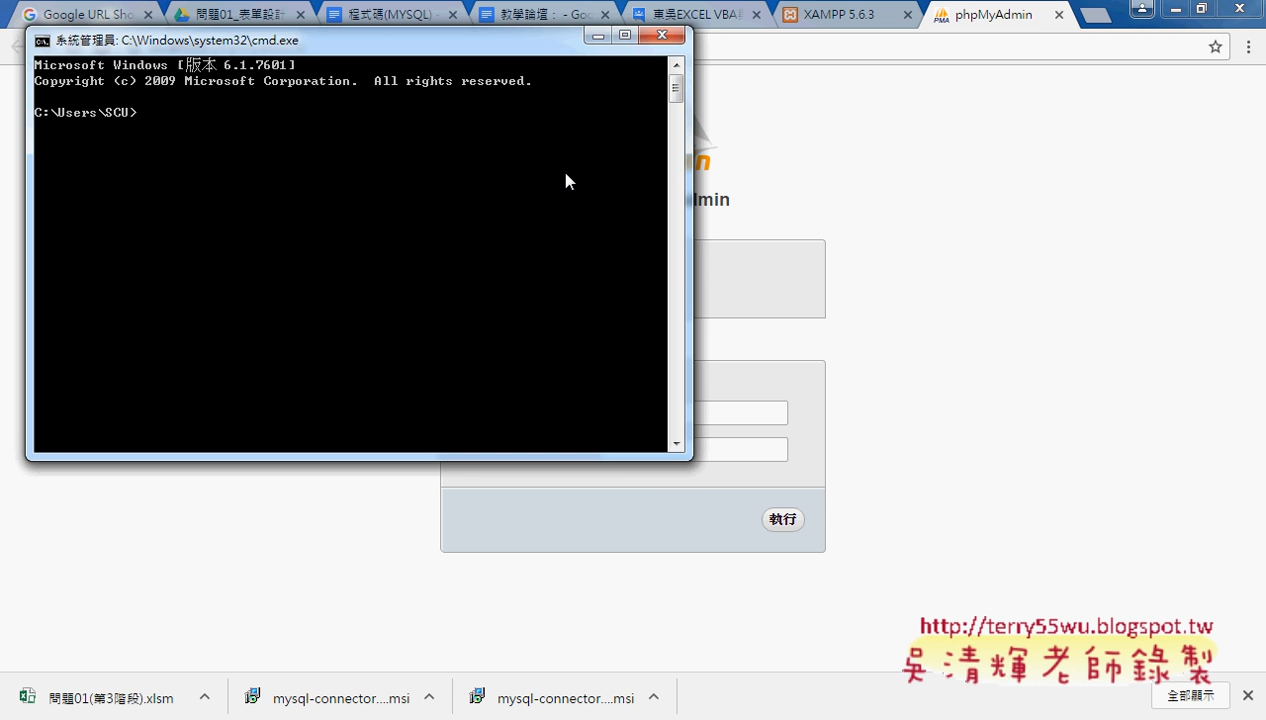 Google URL Sho
問題01_表單設計
程式碼(MYSQL) -
教學論壇： - Goo
東吳EXCEL VBA
XAMPP 5.6.3
phpMyAdmin
系統管理員: C:\Windows\system32\cmd.exe
Microsoft Windows [版本 6.1.7601]
Copyright (c) 2009 Microsoft Corporation.  All rights reserved.
C:\Users\SCU>
n
dmin
執行
http://terry55wu.blogspot.tw
吳清輝老師錄製
問題01(第3階段).xlsm
mysql-connector....msi
mysql-connector....msi
全部顯示